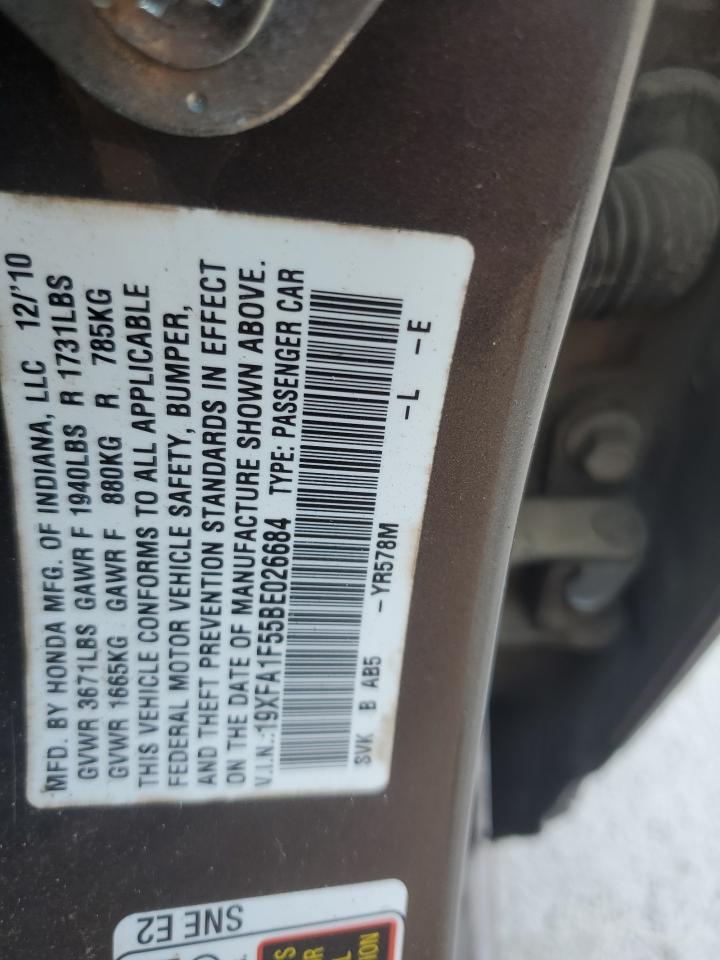 MFD. BY HONDA MFG. OF INDIANA, LLC 12/'10
GVWR 3671LBS GAWR F 1940LBS R 1731LBS
GVWR 1665KG GAWR F 880KG R 785KG
THIS VEHICLE CONFORMS TO ALL APPLICABLE
FEDERAL MOTOR VEHICLE SAFETY, BUMPER,
AND THEFT PREVENTION STANDARDS IN EFFECT
ON THE DATE OF MANUFACTURE SHOWN ABOVE.
V.I.N.:19XFA1F55BE026684 TYPE: PASSENGER CAR
SVK B AB5 -YR578M -L -E
SNE E2